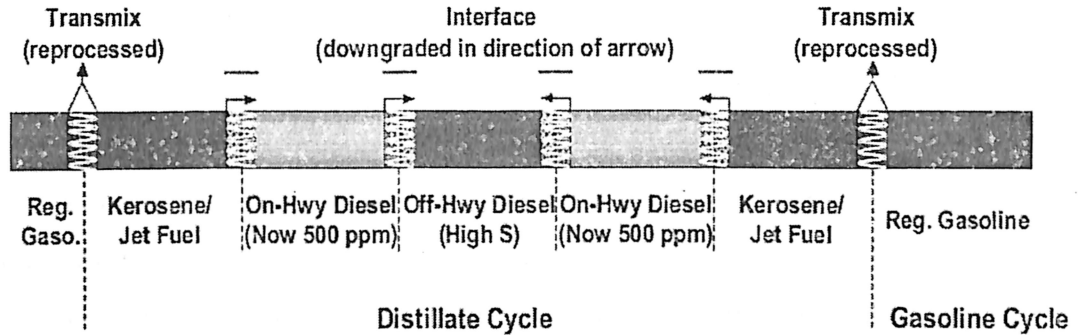 Transmix
(reprocessed)
Interface
(downgraded in direction of arrow)
Transmix
(reprocessed)
Reg.
Gaso.
Kerosene/
Jet Fuel
On-Hwy Diesel
(Now 500 ppm)
Off-Hwy Diesel
(High S)
On-Hwy Diesel
(Now 500 ppm)
Kerosene/
Jet Fuel
Reg. Gasoline
Distillate Cycle
Gasoline Cycle